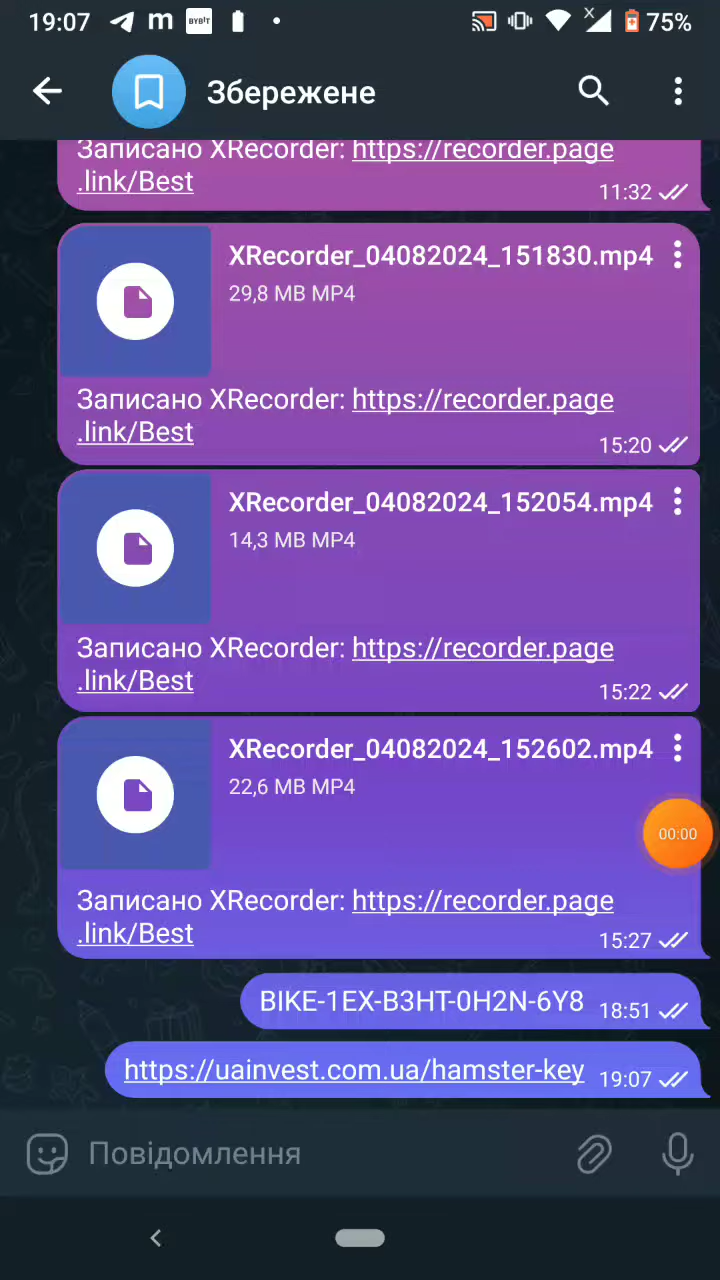 19:07 m BYBIT 75%
Збережене
Записано XRecorder: https://recorder.page
.link/Best
11:32
XRecorder_04082024_151830.mp4
29,8 MB MP4
Записано XRecorder: https://recorder.page
.link/Best
15:20
XRecorder_04082024_152054.mp4
14,3 MB MP4
Записано XRecorder: https://recorder.page
.link/Best
15:22
XRecorder_04082024_152602.mp4
22,6 MB MP4
00:00
Записано XRecorder: https://recorder.page
.link/Best
15:27
BIKE-1EX-B3HT-0H2N-6Y8 18:51
https://uainvest.com.ua/hamster-key 19:07
Повідомлення